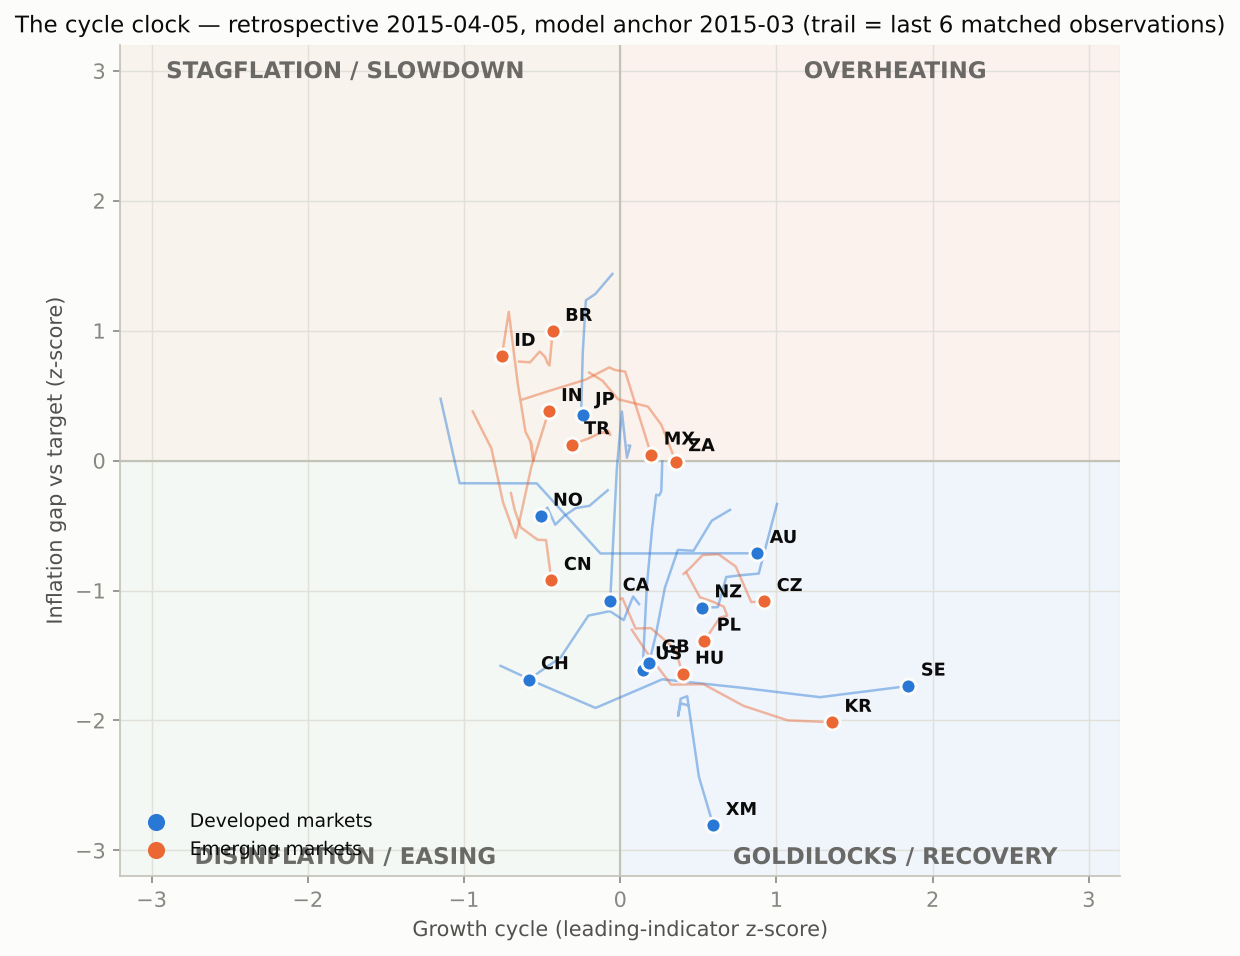 The cycle clock — retrospective 2015-04-05, model anchor 2015-03 (trail = last 6 matched observations)
STAGFLATION / SLOWDOWN
OVERHEATING
3
2
1
0
−1
−2
−3
Inflation gap vs target (z-score)
BR
ID
IN
JP
TR
MX
ZA
NO
AU
CN
CA
CZ
NZ
PL
GB
US
HU
CH
SE
KR
XM
Developed markets
Emerging markets
DISINFLATION / EASING
GOLDILOCKS / RECOVERY
−3
−2
−1
0
1
2
3
Growth cycle (leading-indicator z-score)